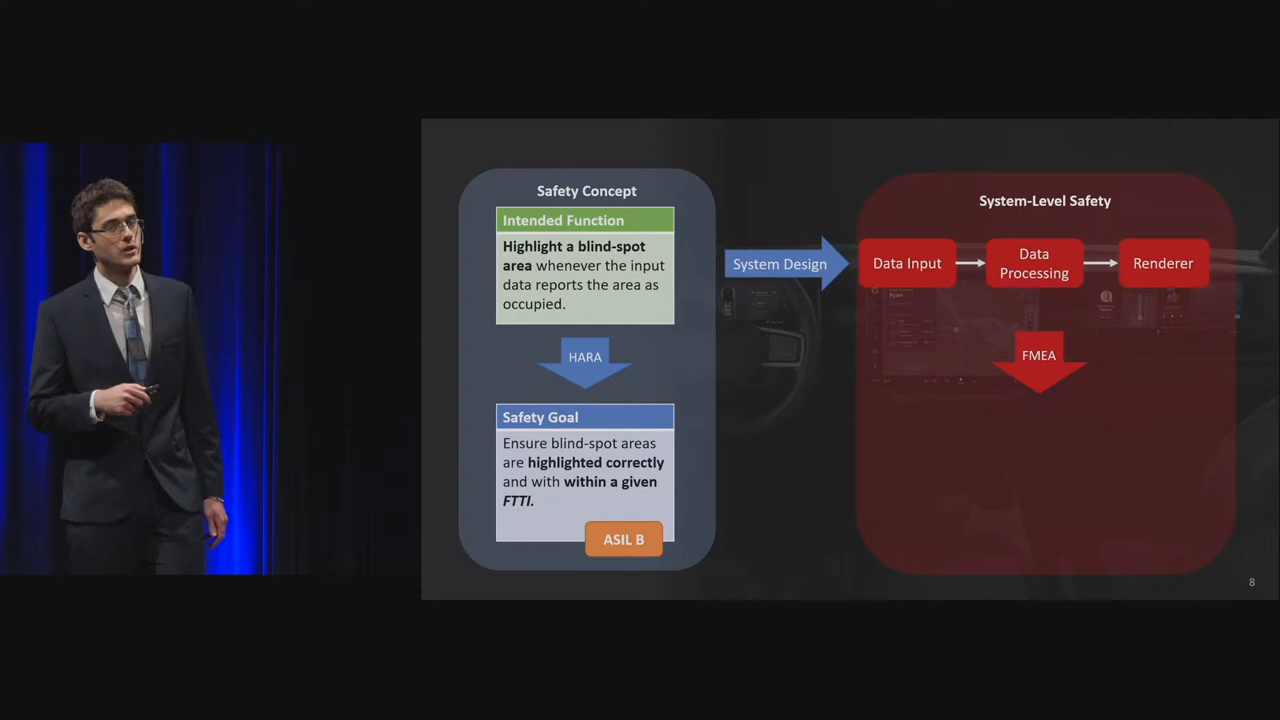 Safety Concept
Intended Function
Highlight a blind-spot
area whenever the input
data reports the area as
occupied.
HARA
Safety Goal
Ensure blind-spot areas
are highlighted correctly
and with within a given
FTTI.
ASIL B
System Design
System-Level Safety
Data Input
Data
Processing
Renderer
FMEA
8